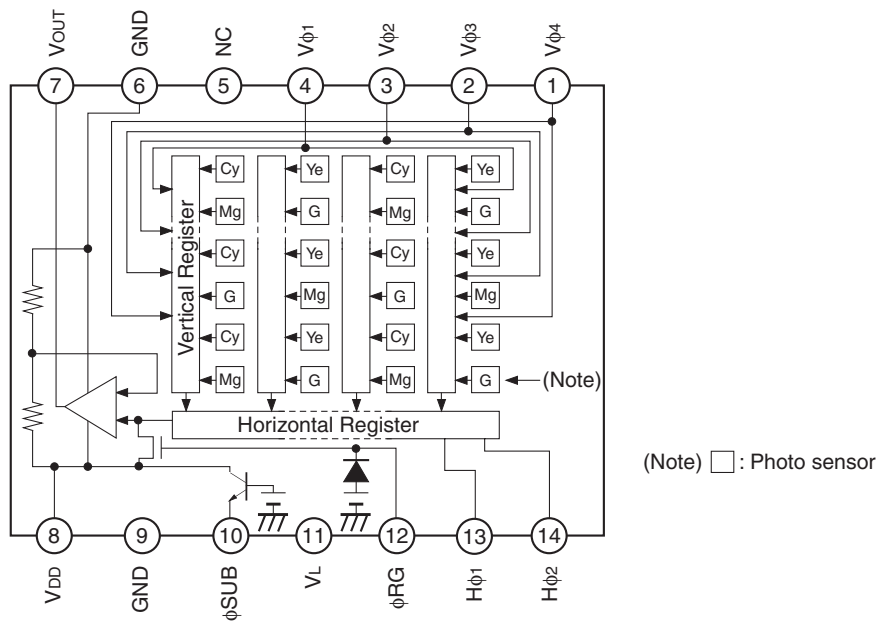 VOUT GND NC Vϕ1 Vϕ2 Vϕ3 Vϕ4
7 6 5 4 3 2 1
Cy Ye Cy Ye
Mg G Mg G
Cy Ye Cy Ye
G Mg G Mg
Cy Ye Cy Ye
Mg G Mg G (Note)
Vertical Register
Horizontal Register
(Note) : Photo sensor
8 9 10 11 12 13 14
VDD GND ϕSUB VL ϕRG Hϕ1 Hϕ2